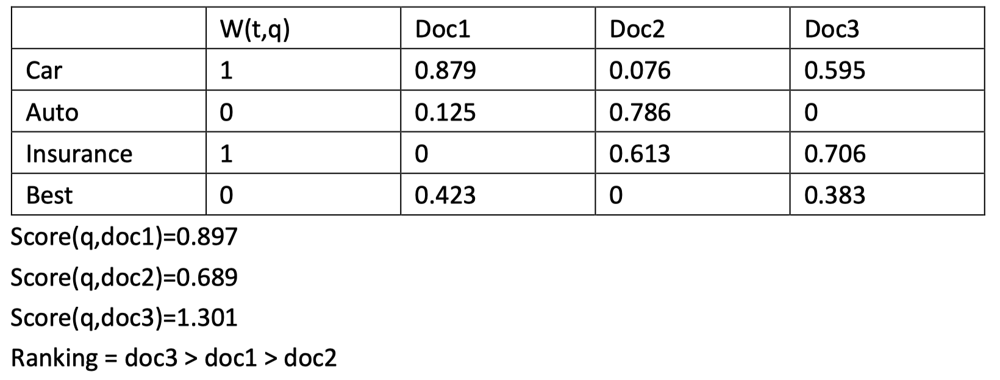 W(t,q) Doc1 Doc2 Doc3
Car 1 0.879 0.076 0.595
Auto 0 0.125 0.786 0
Insurance 1 0 0.613 0.706
Best 0 0.423 0 0.383
Score(q,doc1)=0.897
Score(q,doc2)=0.689
Score(q,doc3)=1.301
Ranking = doc3 > doc1 > doc2